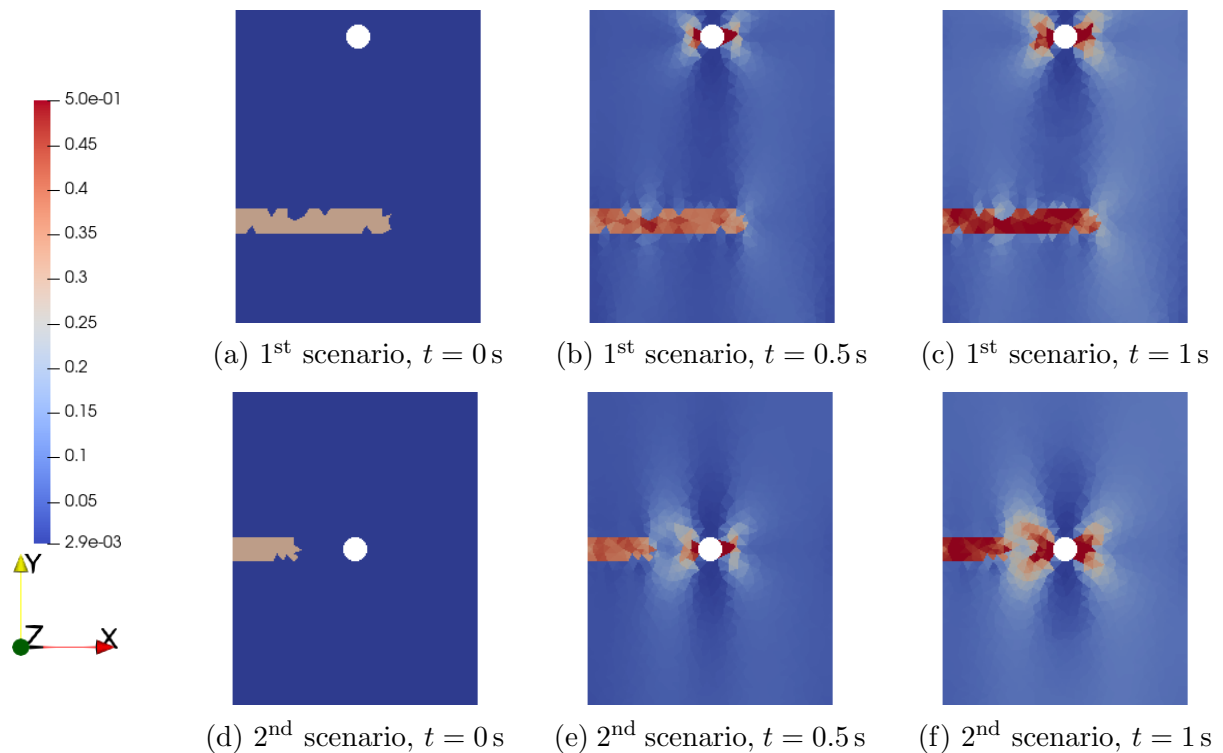 5.0e-01
0.45
0.4
0.35
0.3
0.25
0.2
0.15
0.1
0.05
2.9e-03
Y
Z X
(a) 1st scenario, t = 0 s
(b) 1st scenario, t = 0.5 s
(c) 1st scenario, t = 1 s
(d) 2nd scenario, t = 0 s
(e) 2nd scenario, t = 0.5 s
(f) 2nd scenario, t = 1 s